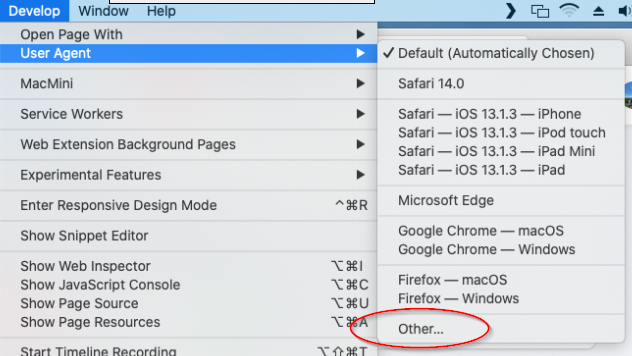 Develop Window Help
Open Page With ▶
User Agent ▶
MacMini ▶
Service Workers ▶
Web Extension Background Pages ▶
Experimental Features ▶
Enter Responsive Design Mode ^⌘R
Show Snippet Editor
Show Web Inspector ⌥⌘I
Show JavaScript Console ⌥⌘C
Show Page Source ⌥⌘U
Show Page Resources ⌥⌘A
Start Timeline Recording ⌥⇧⌘T
✓ Default (Automatically Chosen)
Safari 14.0
Safari — iOS 13.1.3 — iPhone
Safari — iOS 13.1.3 — iPod touch
Safari — iOS 13.1.3 — iPad Mini
Safari — iOS 13.1.3 — iPad
Microsoft Edge
Google Chrome — macOS
Google Chrome — Windows
Firefox — macOS
Firefox — Windows
Other...